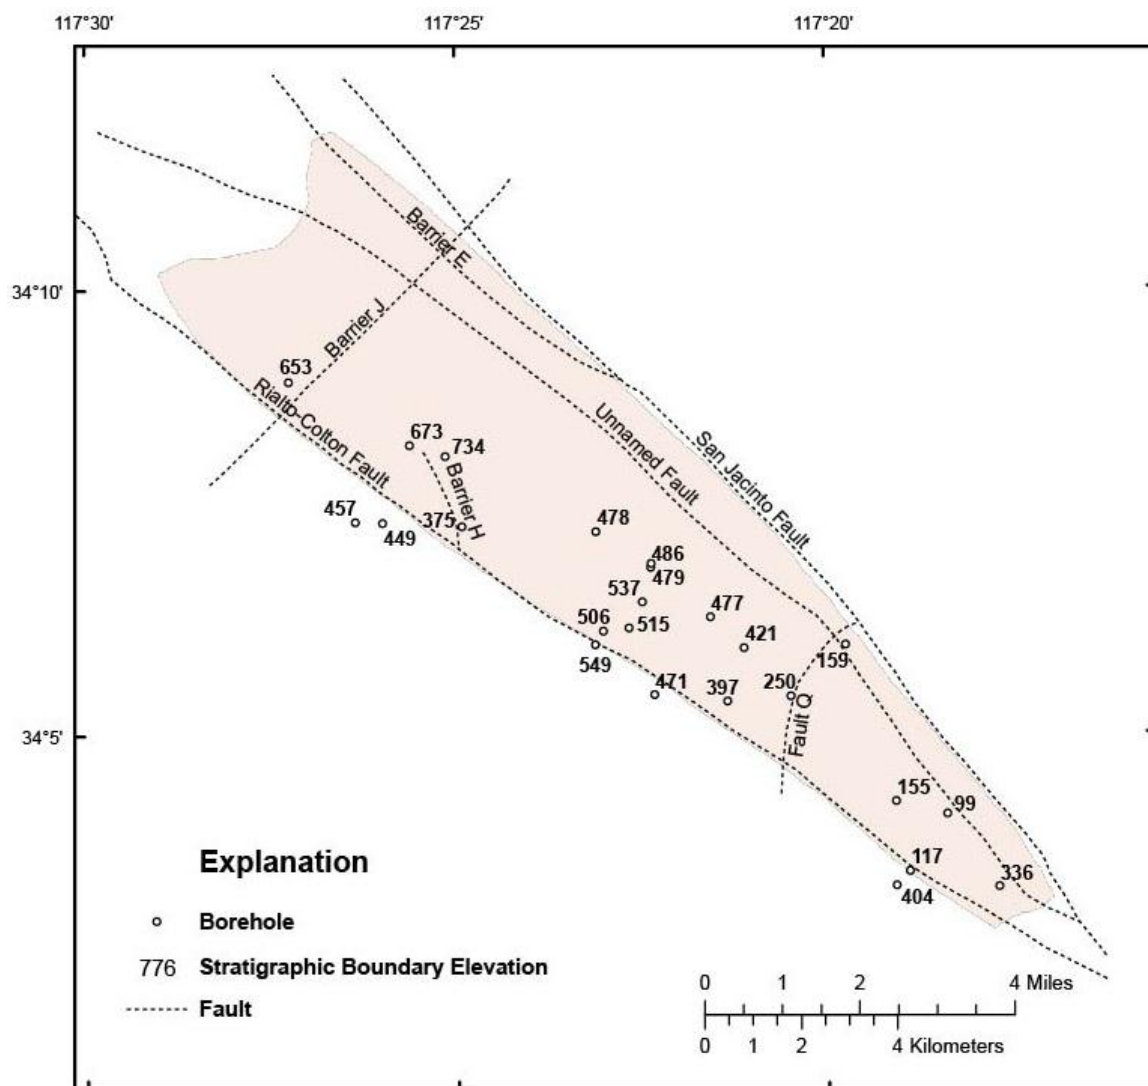 117°30'
117°25'
117°20'
Barrier E
34°10'
Barrier J
653
Rialto-Colton Fault
673
734
Unnamed Fault
San Jacinto Fault
Barrier H
457
449
375
478
486
479
537
477
506
515
421
549
159
471
397
250
Fault Q
34°5'
155
99
117
336
404
Explanation
Borehole
776 Stratigraphic Boundary Elevation
Fault
0 1 2 4 Miles
0 1 2 4 Kilometers